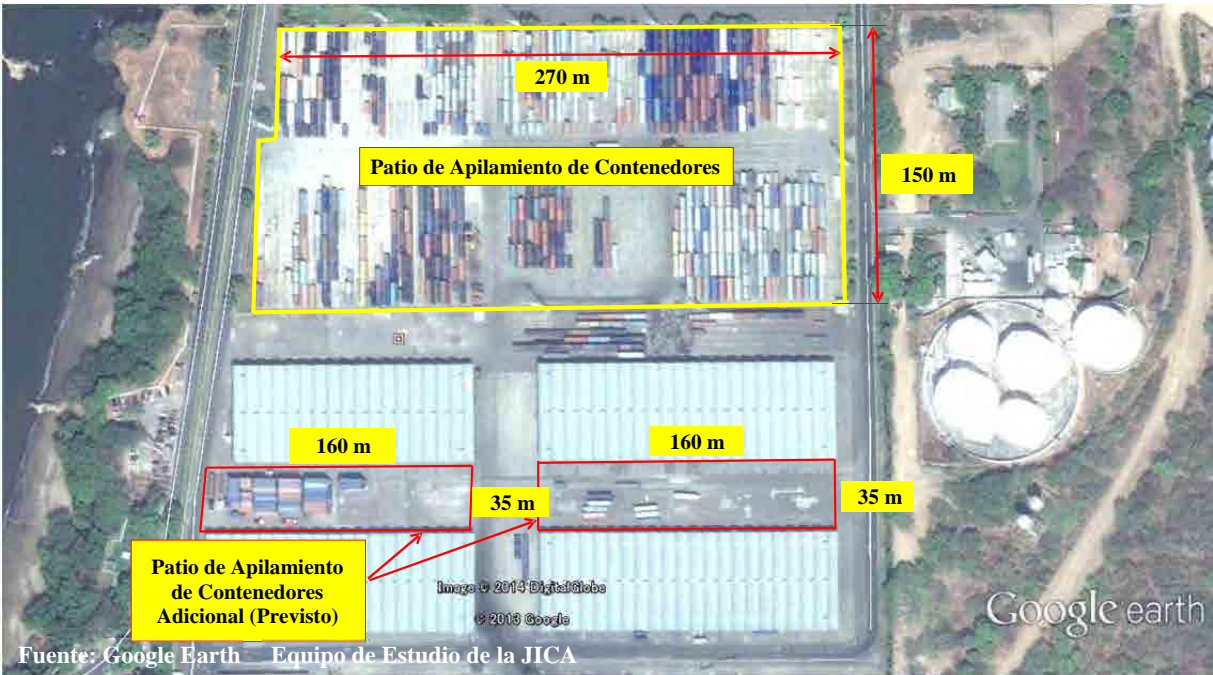 270 m
Patio de Apilamiento de Contenedores
150 m
160 m
160 m
35 m
35 m
Patio de Apilamiento
de Contenedores
Adicional (Previsto)
Image © 2014 DigitalGlobe
© 2013 Google
Google earth
Fuente: Google Earth Equipo de Estudio de la JICA